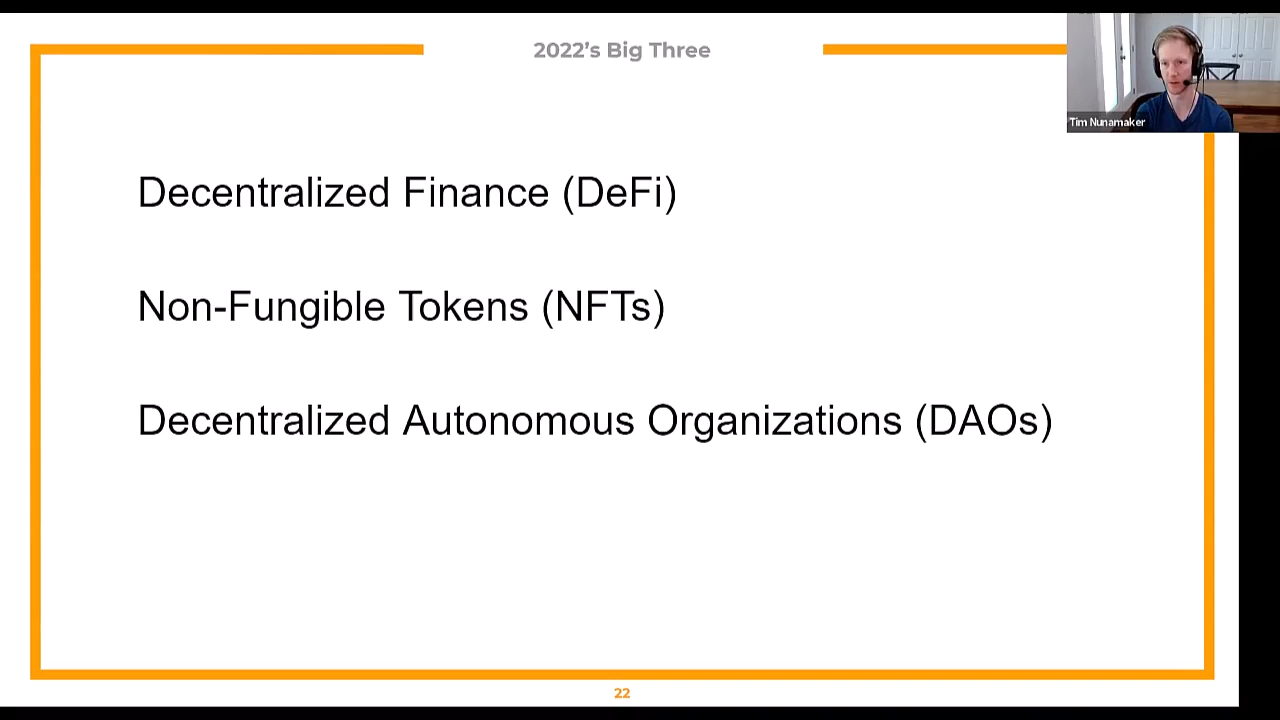 2022's Big Three
Tim Nunamaker
Decentralized Finance (DeFi)
Non-Fungible Tokens (NFTs)
Decentralized Autonomous Organizations (DAOs)
22